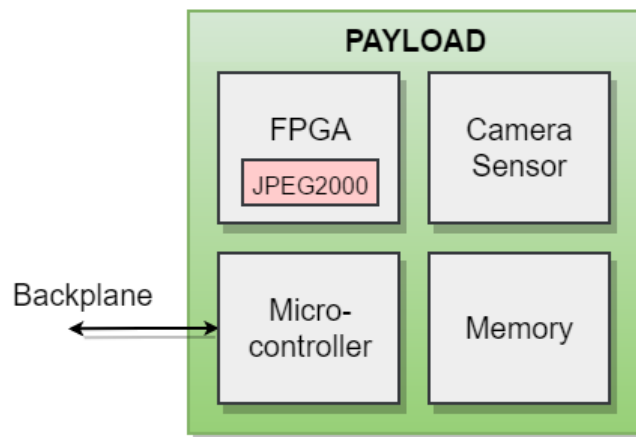 PAYLOAD
FPGA
JPEG2000
Camera
Sensor
Backplane
Micro-
controller
Memory